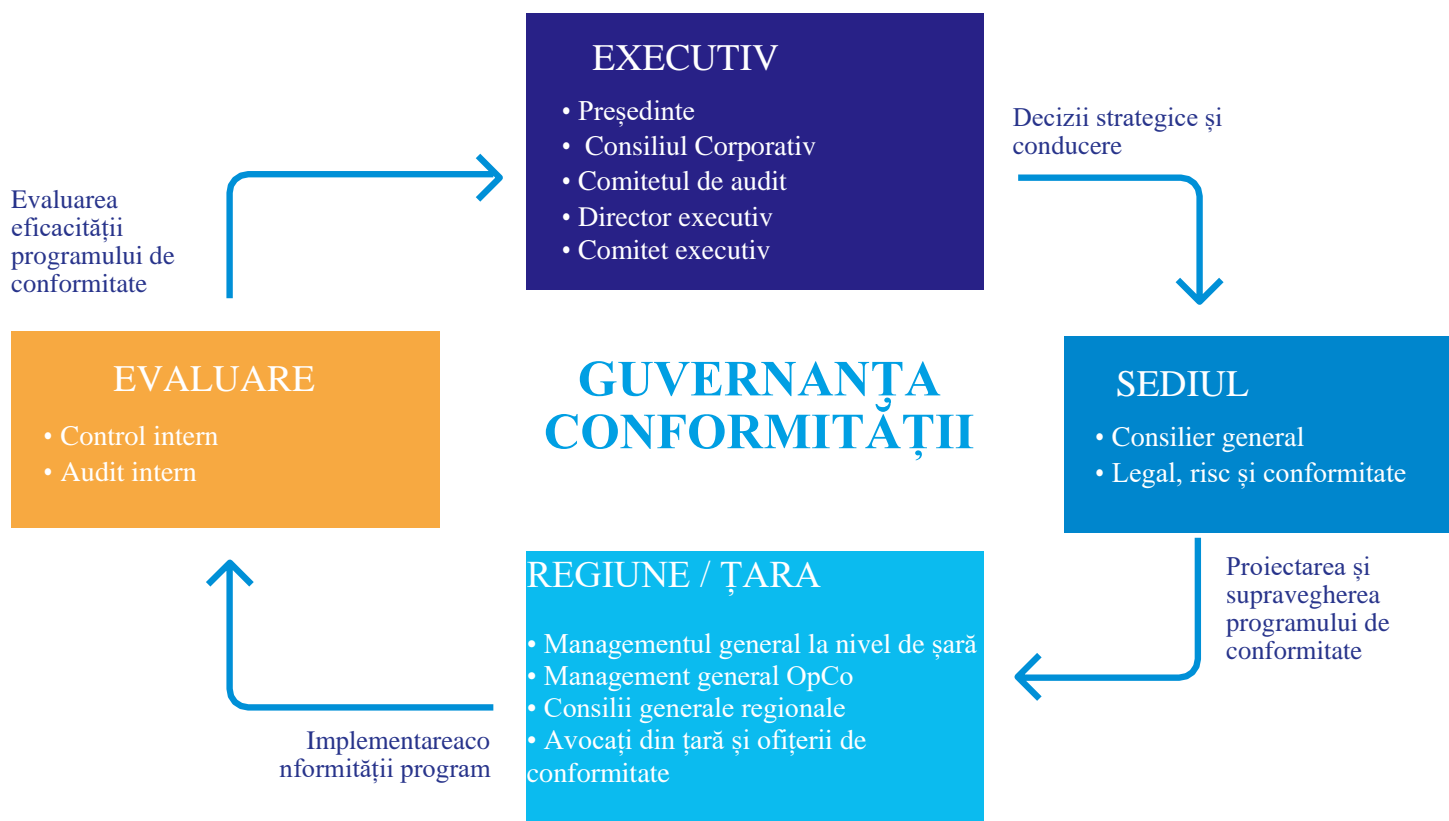 EXECUTIV
• Președinte
• Consiliul Corporativ
• Comitetul de audit
• Director executiv
• Comitet executiv
Decizii strategice și
conducere
Evaluarea
eficacității
programului de
conformitate
EVALUARE
• Control intern
• Audit intern
GUVERNANȚA
CONFORMITĂȚII
SEDIUL
• Consilier general
• Legal, risc și conformitate
Proiectarea și
supravegherea
programului de
conformitate
REGIUNE / ȚARA
• Managementul general la nivel de șară
• Management general OpCo
• Consilii generale regionale
• Avocați din țară și ofițerii de
conformitate
Implementareaco
nformității program